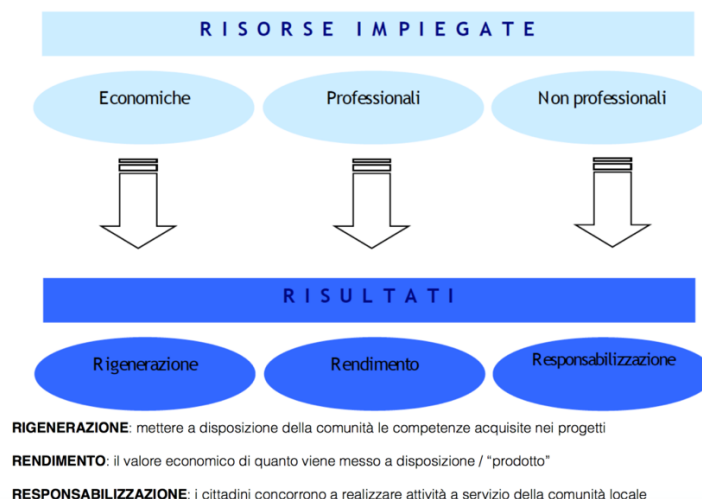 RISORSE IMPIEGATE
Economiche
Professionali
Non professionali
RISULTATI
Rigenerazione
Rendimento
Responsabilizzazione
RIGENERAZIONE: mettere a disposizione della comunità le competenze acquisite nei progetti
RENDIMENTO: il valore economico di quanto viene messo a disposizione / “prodotto”
RESPONSABILIZZAZIONE: i cittadini concorrono a realizzare attività a servizio della comunità locale